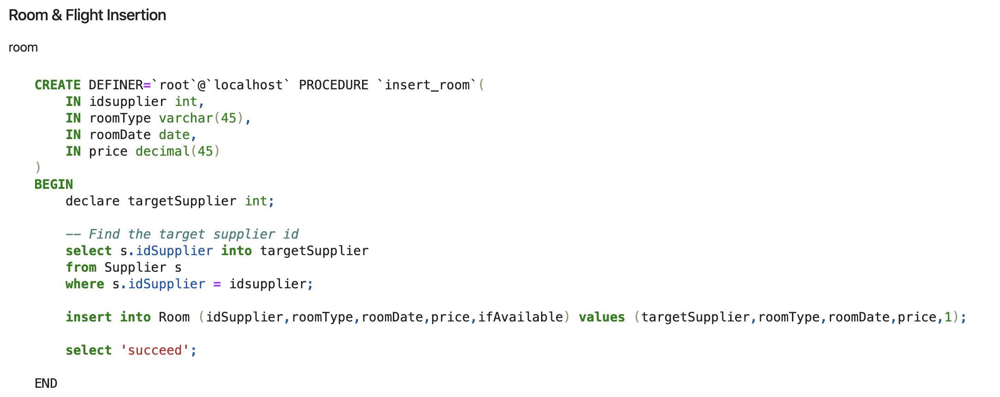 Room & Flight Insertion
room
CREATE DEFINER=`root`@`localhost` PROCEDURE `insert_room`(
    IN idsupplier int,
    IN roomType varchar(45),
    IN roomDate date,
    IN price decimal(45)
)
BEGIN
    declare targetSupplier int;
    -- Find the target supplier id
    select s.idSupplier into targetSupplier
    from Supplier s
    where s.idSupplier = idsupplier;
    insert into Room (idSupplier,roomType,roomDate,price,ifAvailable) values (targetSupplier,roomType,roomDate,price,1);
    select 'succeed';
END